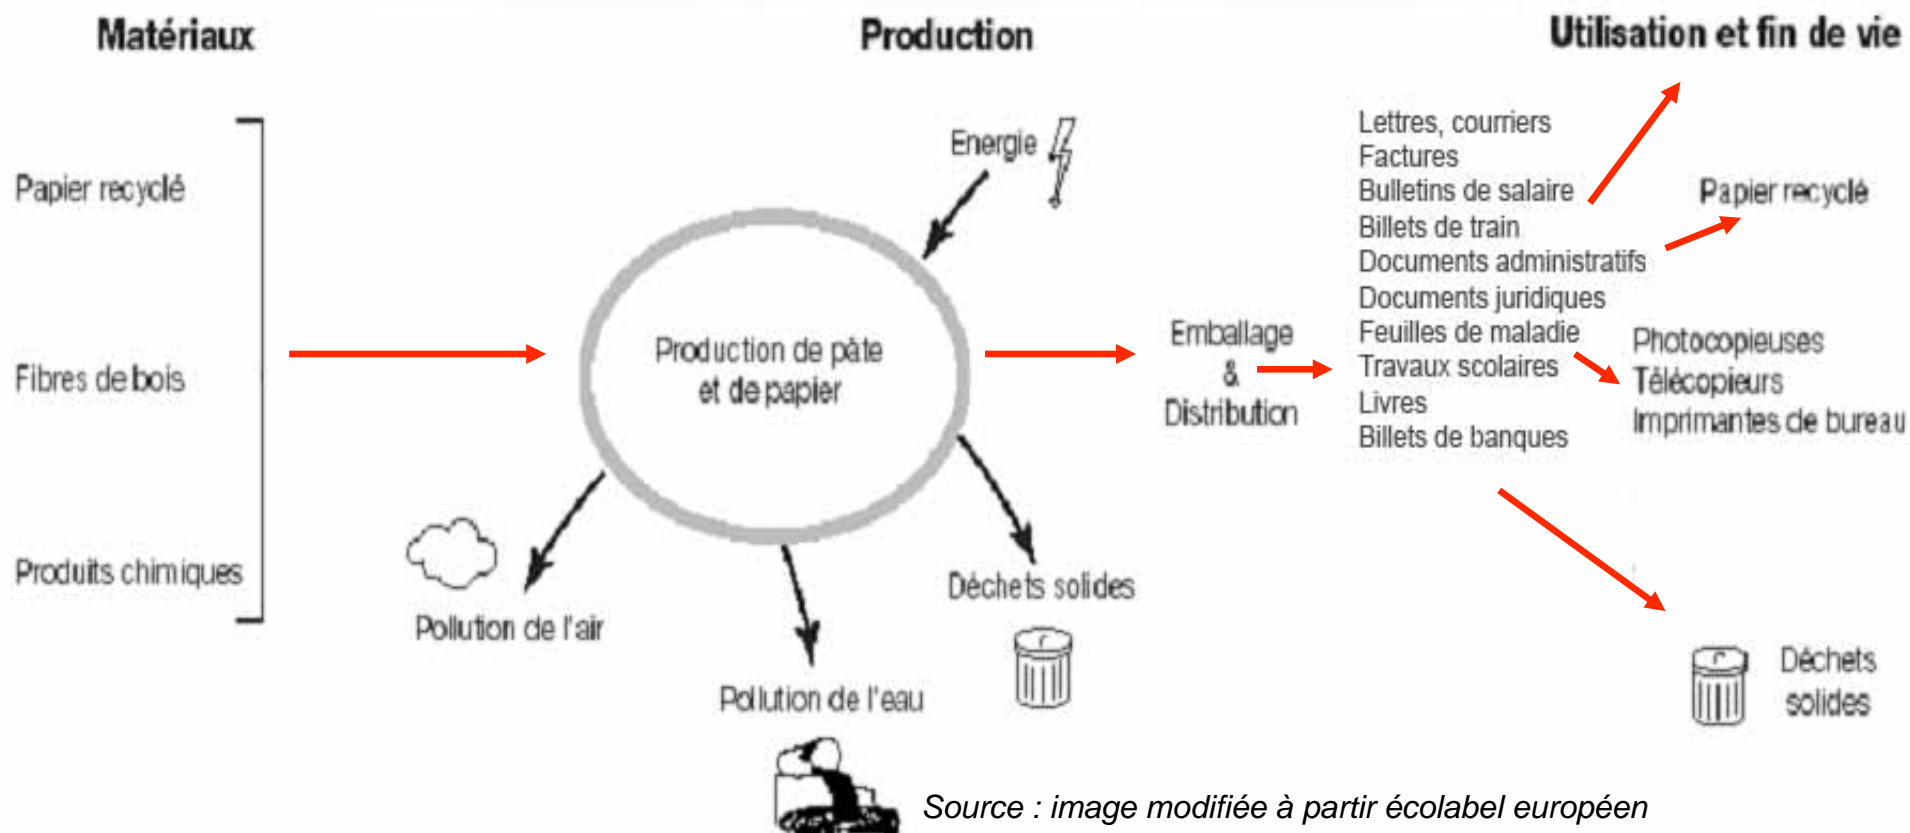 Matériaux
Production
Utilisation et fin de vie
Papier recyclé
Fibres de bois
Produits chimiques
Energie
Production de pâte
et de papier
Pollution de l'air
Pollution de l'eau
Déchets solides
Emballage
&
Distribution
Lettres, courriers
Factures
Bulletins de salaire
Billets de train
Documents administratifs
Documents juridiques
Feuilles de maladie
Travaux scolaires
Livres
Billets de banques
Papier recyclé
Photocopieuses
Télécopieurs
Imprimantes de bureau
Déchets
solides
Source : image modifiée à partir écolabel européen